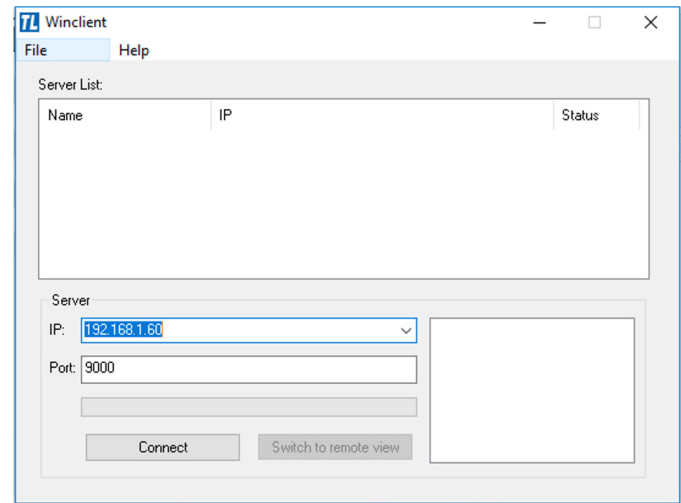 TL Winclient
File Help
Server List:
Name IP Status
Server
IP: 192.168.1.60
Port: 9000
Connect Switch to remote view